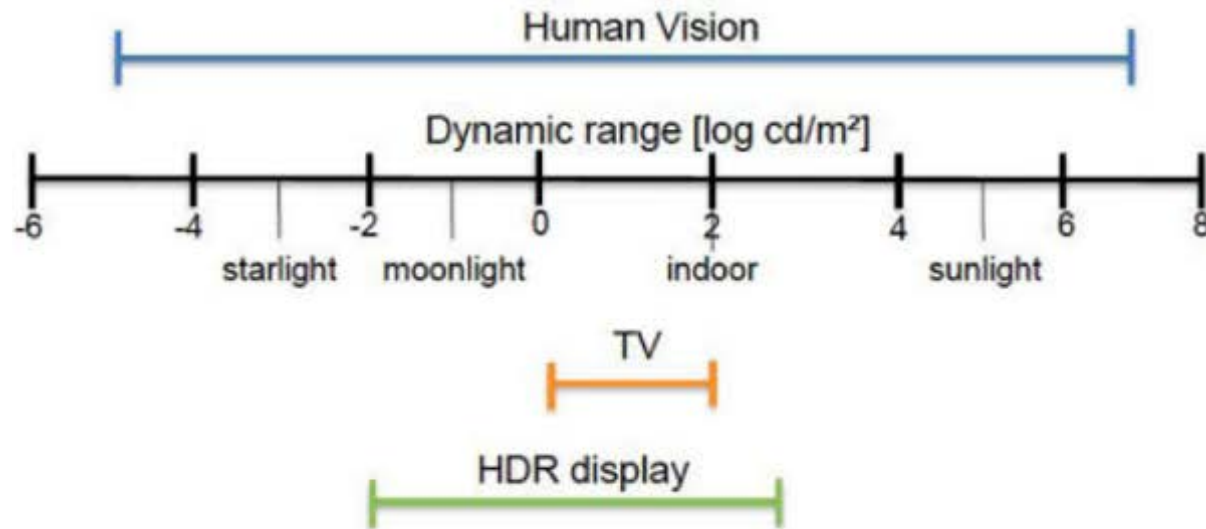 Human Vision
Dynamic range [log cd/m²]
-6 -4 -2 0 2 4 6 8
starlight moonlight indoor sunlight
TV
HDR display